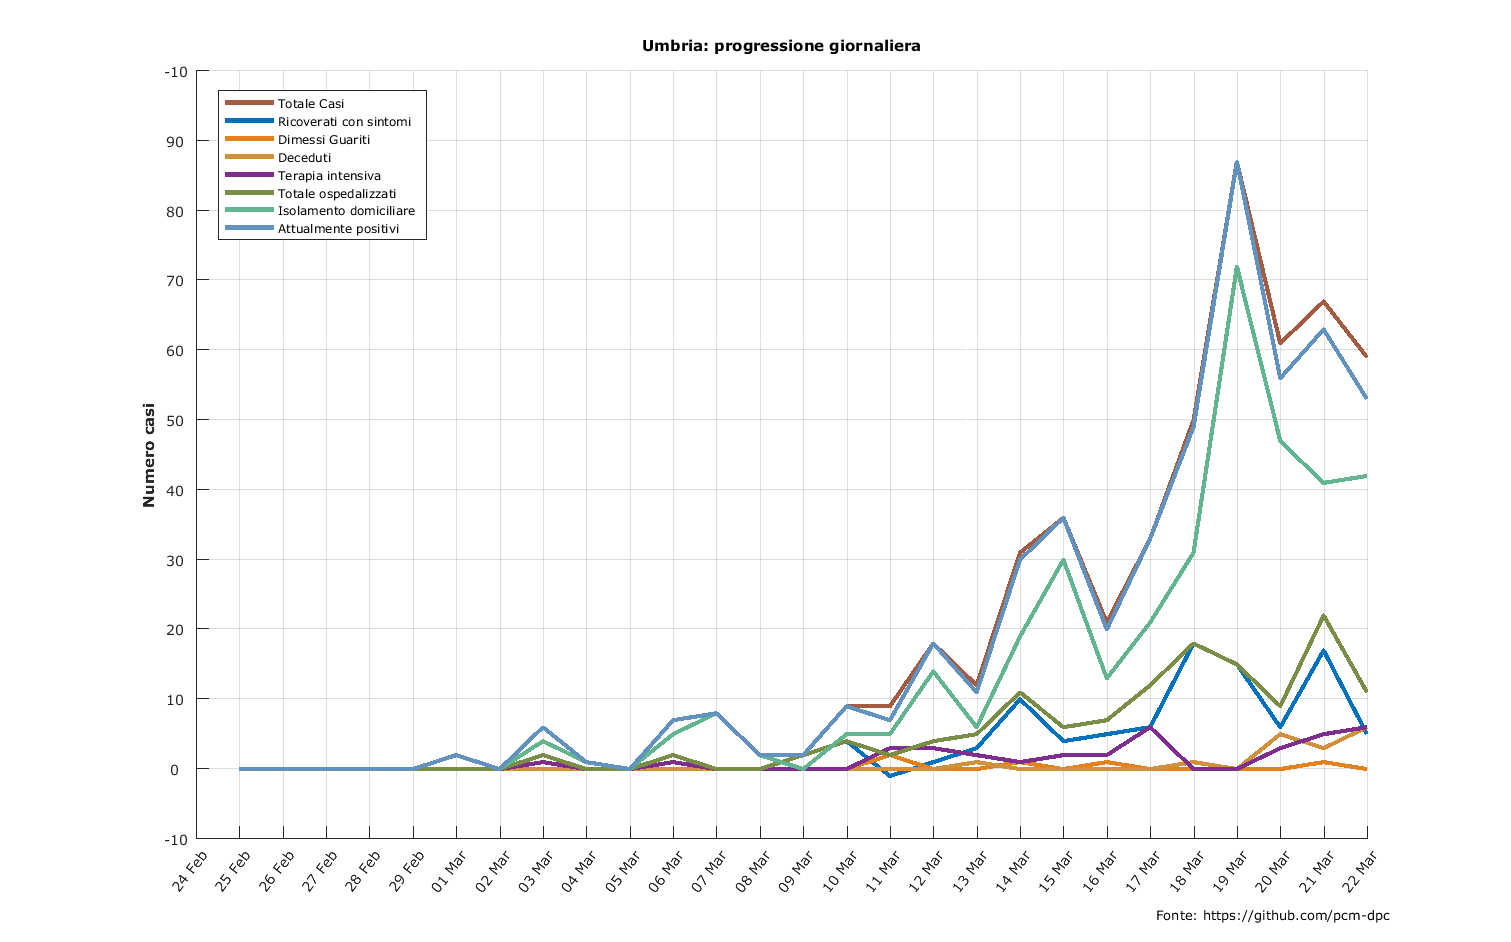 Umbria: progressione giornaliera
-10
Totale Casi
Ricoverati con sintomi
Dimessi Guariti
Deceduti
Terapia intensiva
Totale ospedalizzati
Isolamento domiciliare
Attualmente positivi
90
80
70
60
50
40
30
20
10
0
-10
Numero casi
24 Feb
25 Feb
26 Feb
27 Feb
28 Feb
29 Feb
01 Mar
02 Mar
03 Mar
04 Mar
05 Mar
06 Mar
07 Mar
08 Mar
09 Mar
10 Mar
11 Mar
12 Mar
13 Mar
14 Mar
15 Mar
16 Mar
17 Mar
18 Mar
19 Mar
20 Mar
21 Mar
22 Mar
Fonte: https://github.com/pcm-dpc